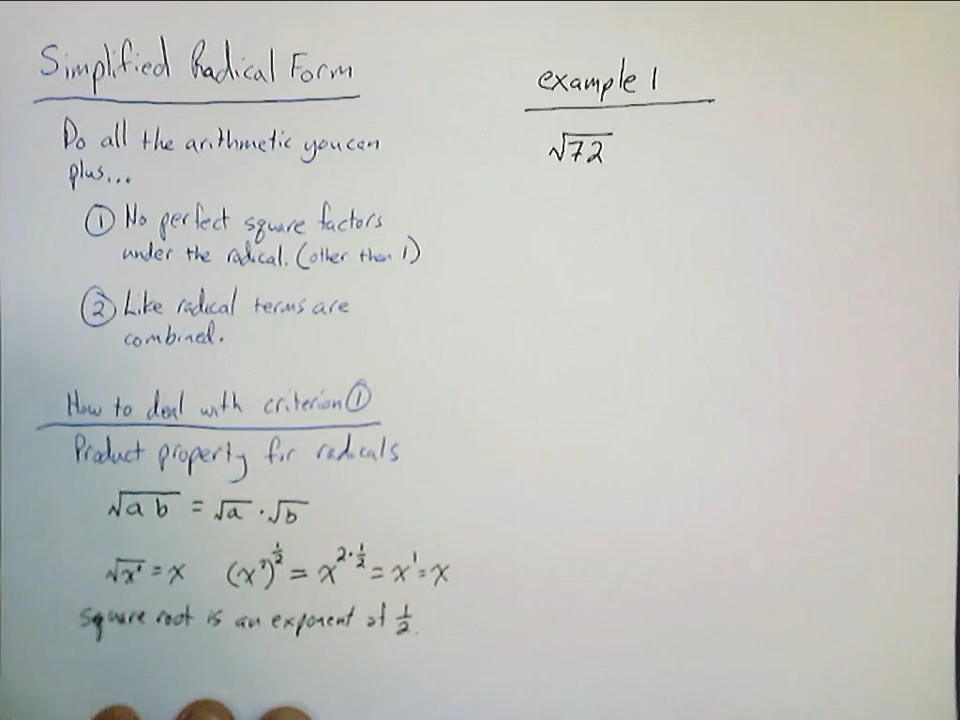 Simplified Radical Form
Do all the arithmetic you can
plus...
① No perfect square factors
under the radical. (other than 1)
② Like radical terms are
combined.
How to deal with criterion ①
Product property for radicals
√ab = √a · √b
√x² = x (x²)^½ = x^2·½ = x¹ = x
square root is an exponent of ½.
example 1
√72